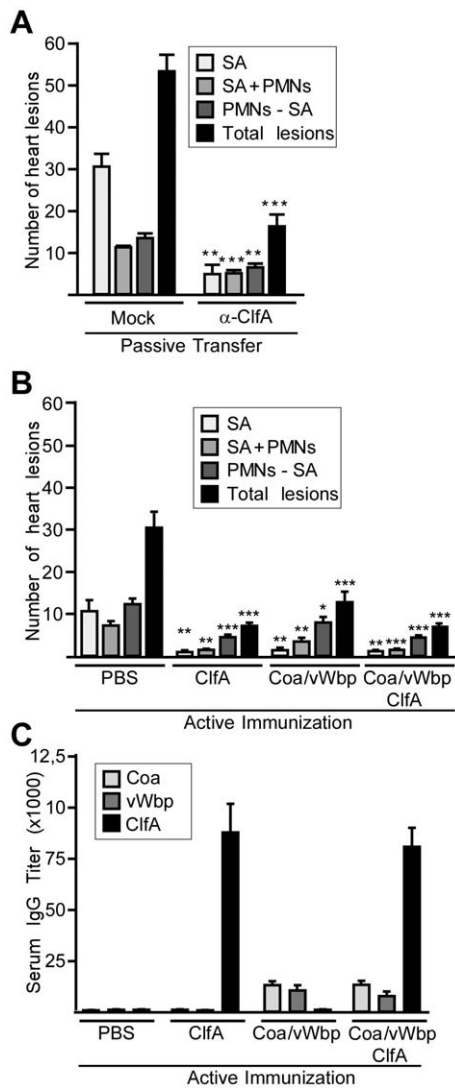 A
60
50
40
30
20
10
Number of heart lesions
SA
SA+PMNs
PMNs - SA
Total lesions
** *** ** ***
Mock α-ClfA
Passive Transfer
B
60
50
40
30
20
10
Number of heart lesions
SA
SA+PMNs
PMNs - SA
Total lesions
** ** *** *** ** ** * *** ** *** *** ***
PBS ClfA Coa/vWbp Coa/vWbp
ClfA
Active Immunization
C
12,5
10
75
50
25
Serum IgG Titer (x1000)
Coa
vWbp
ClfA
PBS ClfA Coa/vWbp Coa/vWbp
ClfA
Active Immunization